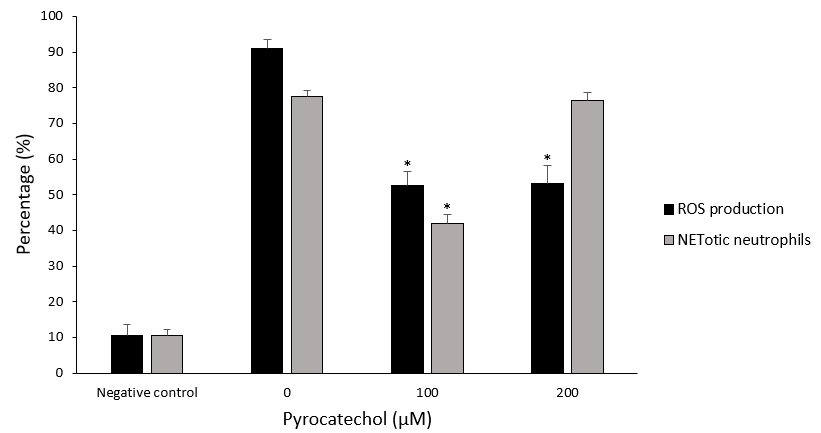 100
90
80
70
60
50
40
30
20
10
0
Percentage (%)
*
*
*
Negative control 0 100 200
Pyrocatechol (μM)
ROS production
NETotic neutrophils